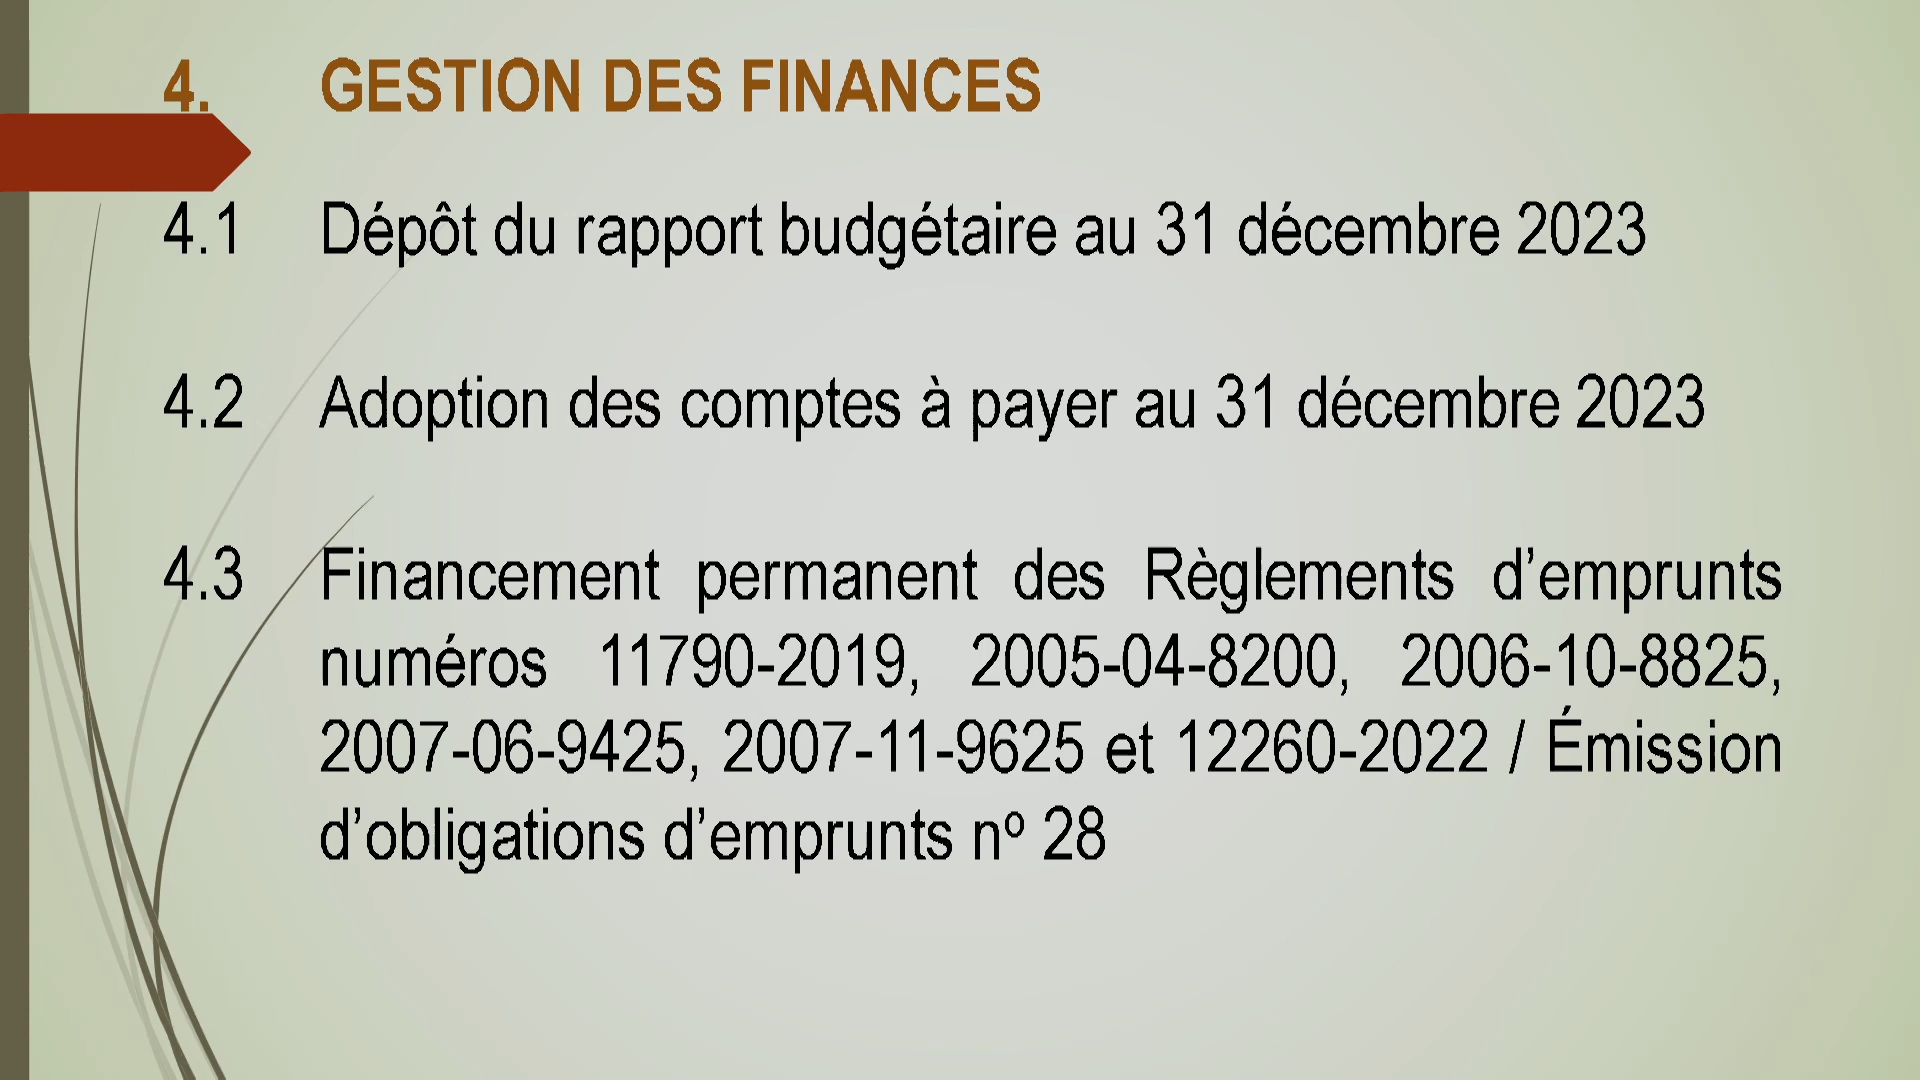 4. GESTION DES FINANCES
4.1 Dépôt du rapport budgétaire au 31 décembre 2023
4.2 Adoption des comptes à payer au 31 décembre 2023
4.3 Financement permanent des Règlements d’emprunts
numéros 11790-2019, 2005-04-8200, 2006-10-8825,
2007-06-9425, 2007-11-9625 et 12260-2022 / Émission
d’obligations d’emprunts nº 28